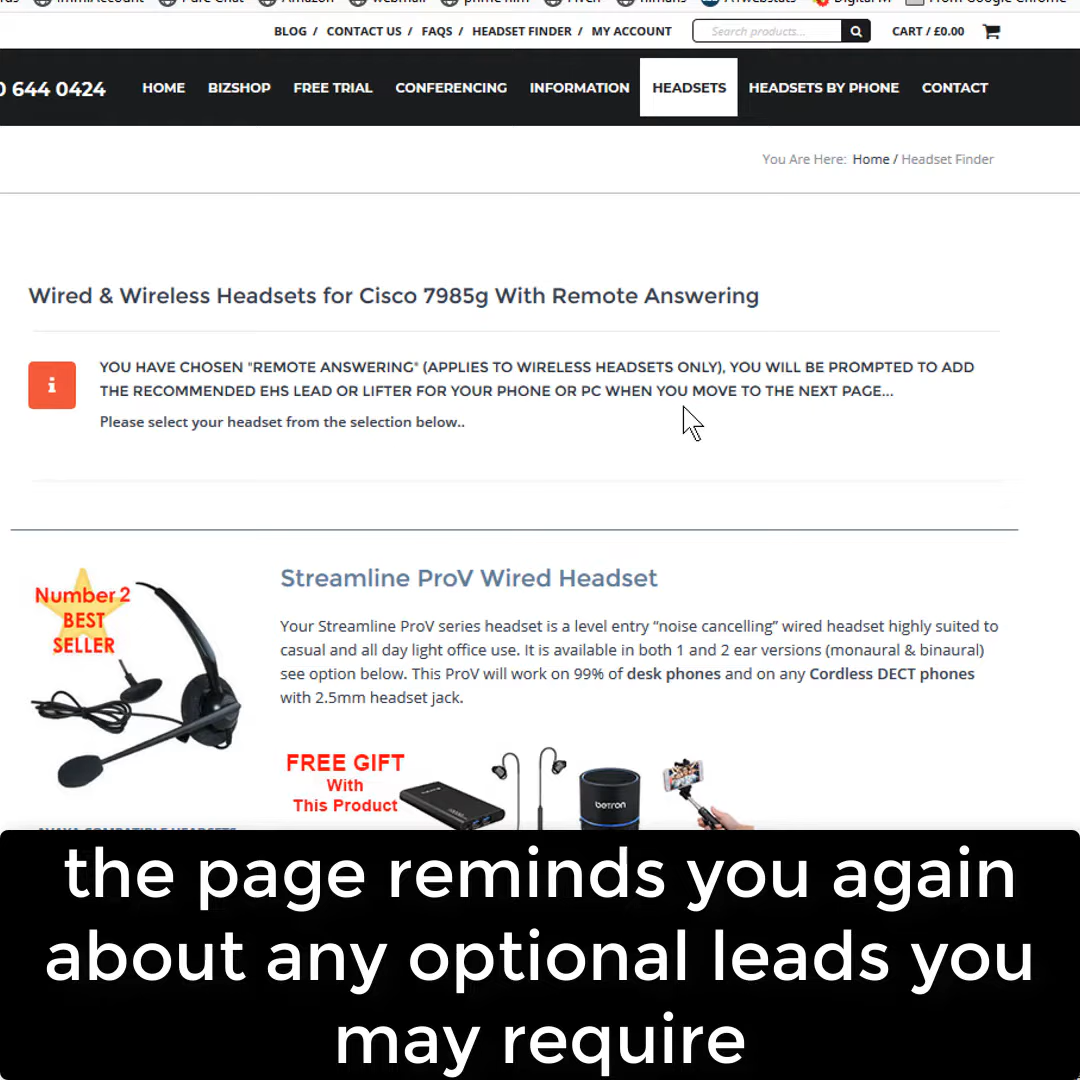 BLOG / CONTACT US / FAQS / HEADSET FINDER / MY ACCOUNT Search products... CART / £0.00
0 644 0424 HOME BIZSHOP FREE TRIAL CONFERENCING INFORMATION HEADSETS HEADSETS BY PHONE CONTACT
You Are Here: Home / Headset Finder
Wired & Wireless Headsets for Cisco 7985g With Remote Answering
i
YOU HAVE CHOSEN "REMOTE ANSWERING" (APPLIES TO WIRELESS HEADSETS ONLY), YOU WILL BE PROMPTED TO ADD
THE RECOMMENDED EHS LEAD OR LIFTER FOR YOUR PHONE OR PC WHEN YOU MOVE TO THE NEXT PAGE...
Please select your headset from the selection below..
Number 2
BEST
SELLER
Streamline ProV Wired Headset
Your Streamline ProV series headset is a level entry “noise cancelling” wired headset highly suited to
casual and all day light office use. It is available in both 1 and 2 ear versions (monaural & binaural)
see option below. This ProV will work on 99% of desk phones and on any Cordless DECT phones
with 2.5mm headset jack.
FREE GIFT
With
This Product
betron
the page reminds you again
about any optional leads you
may require